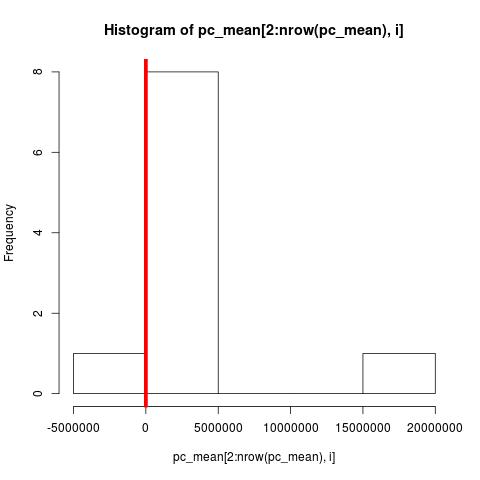 Histogram of pc_mean[2:nrow(pc_mean), i]
8
6
4
2
0
Frequency
-5000000 0 5000000 10000000 15000000 20000000
pc_mean[2:nrow(pc_mean), i]